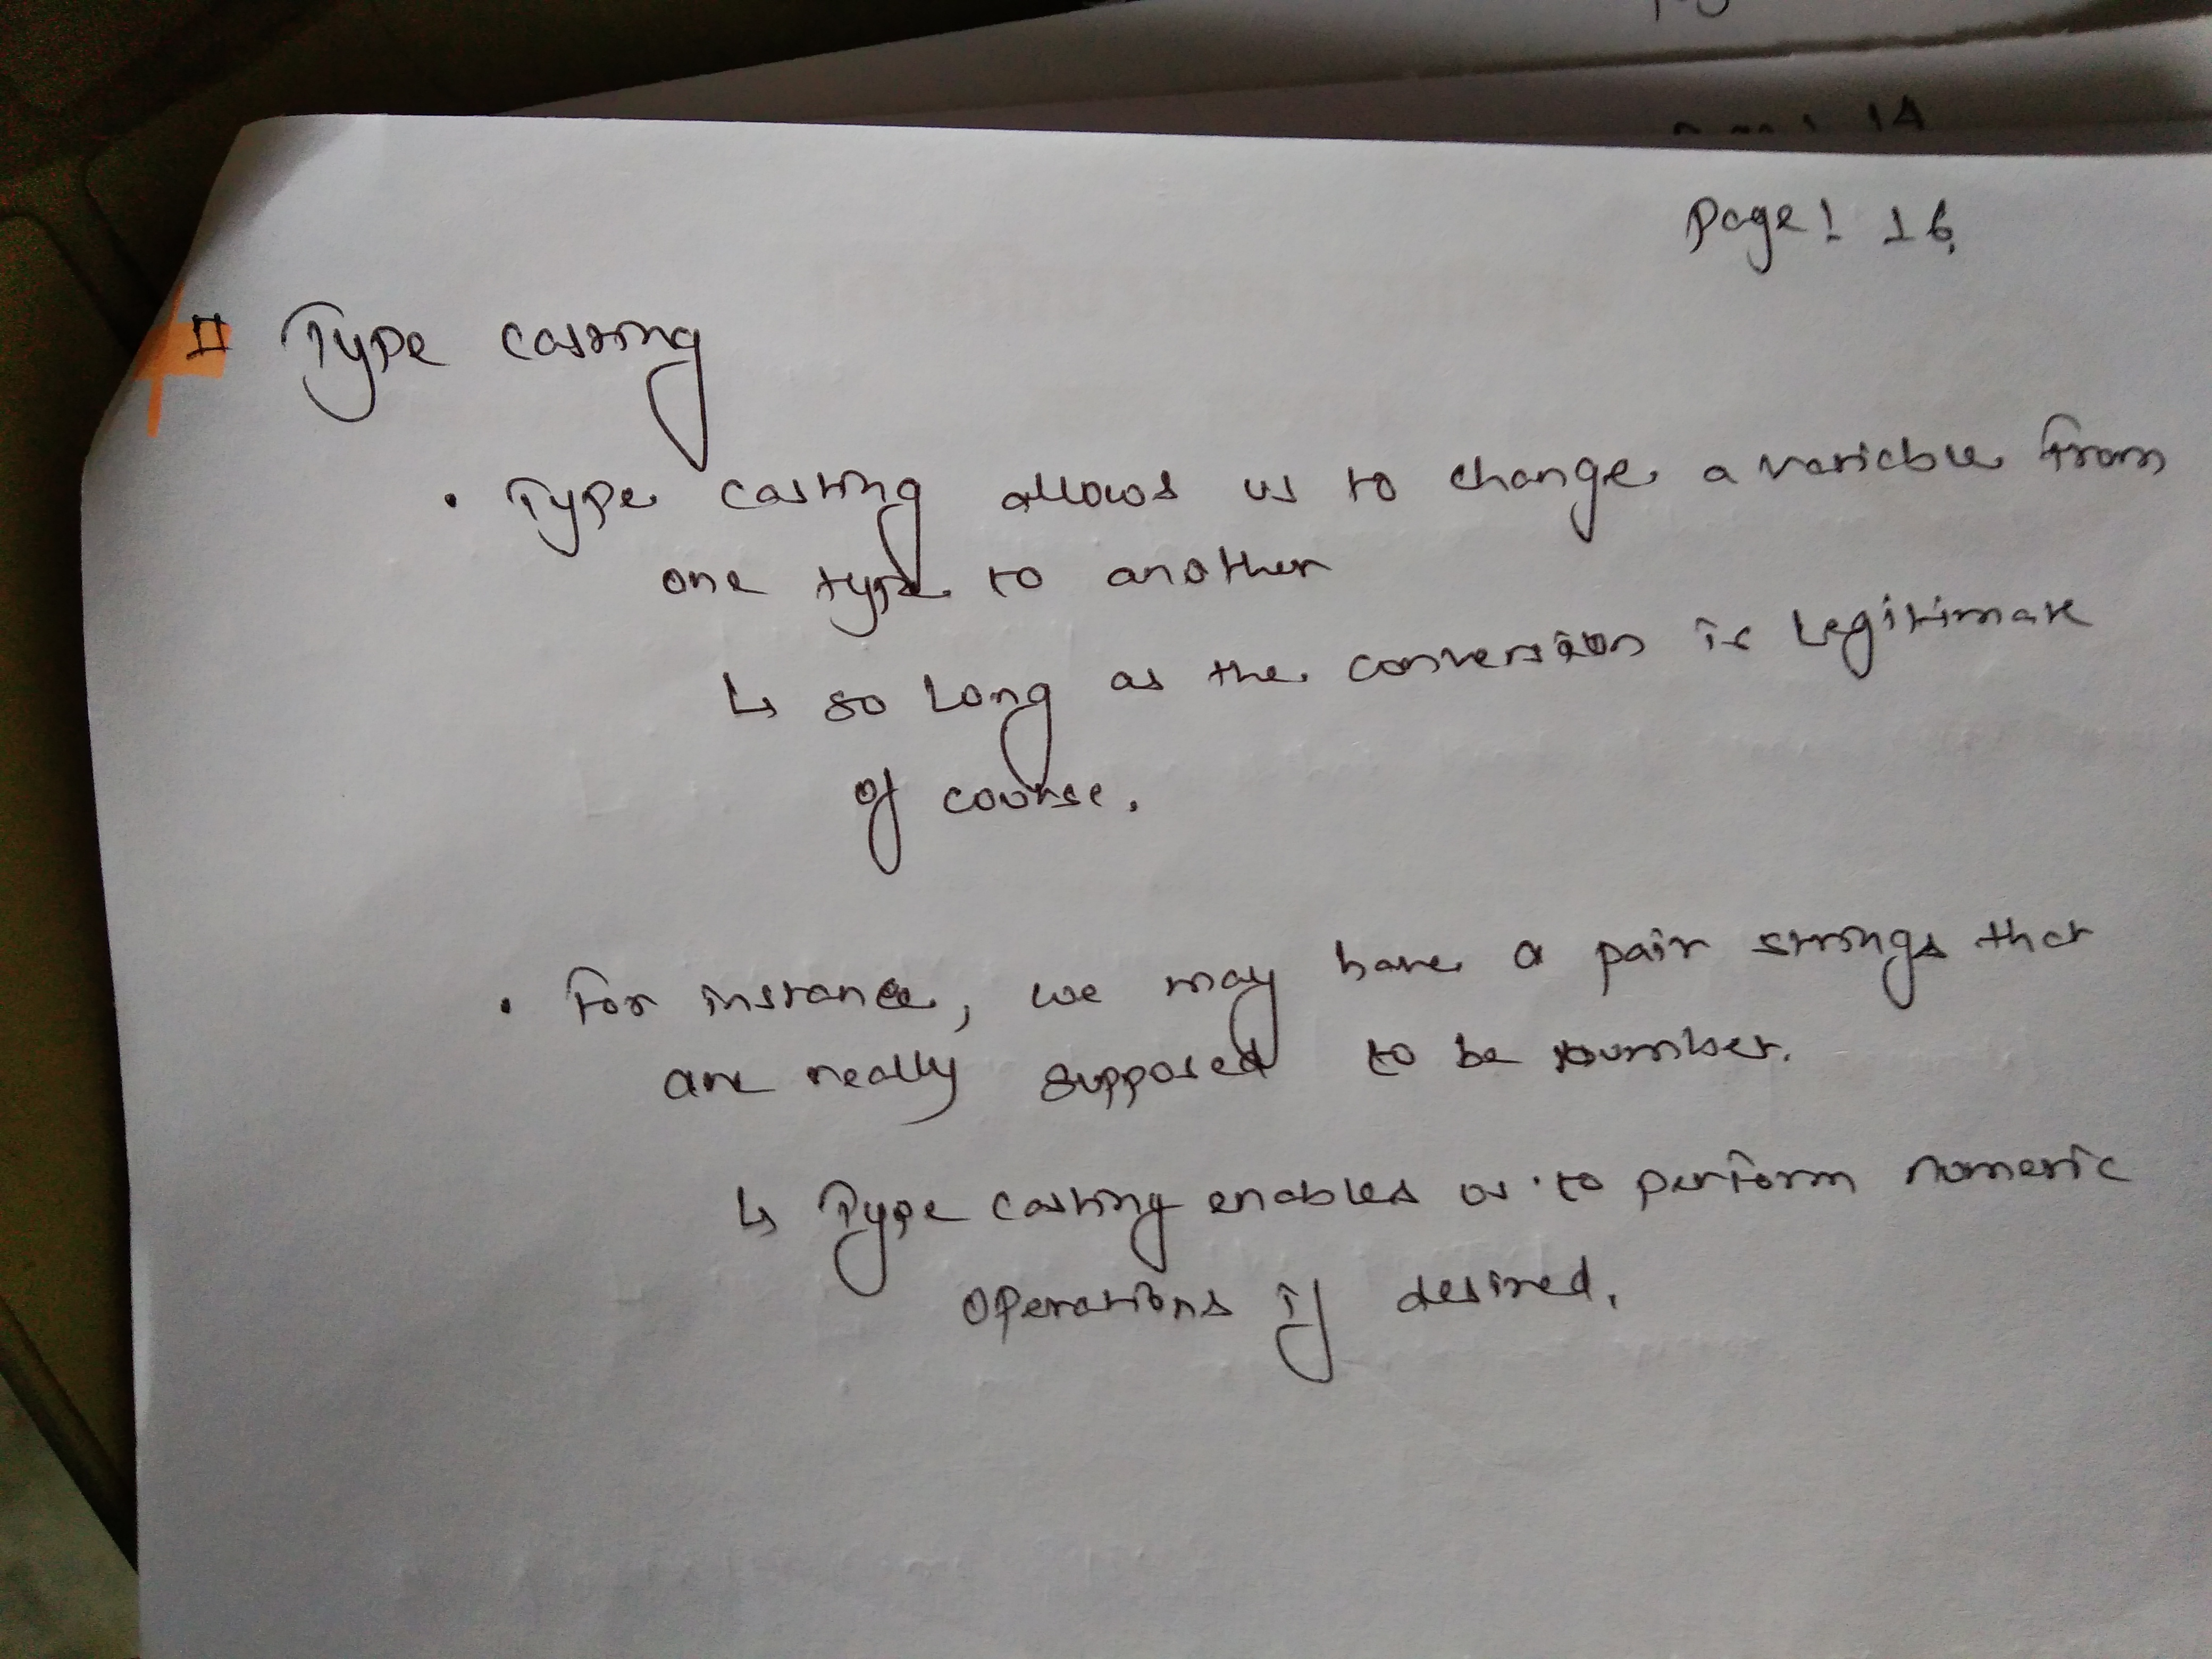 14
Page: 16
Type casting
• Type casting allows us to change a variable from
one type to another
↳ so long as the conversion is legitimate
of course.
• For instance, we may have a pair strings that
are really supposed to be number.
↳ Type casting enables us to perform numeric
operations if desired.